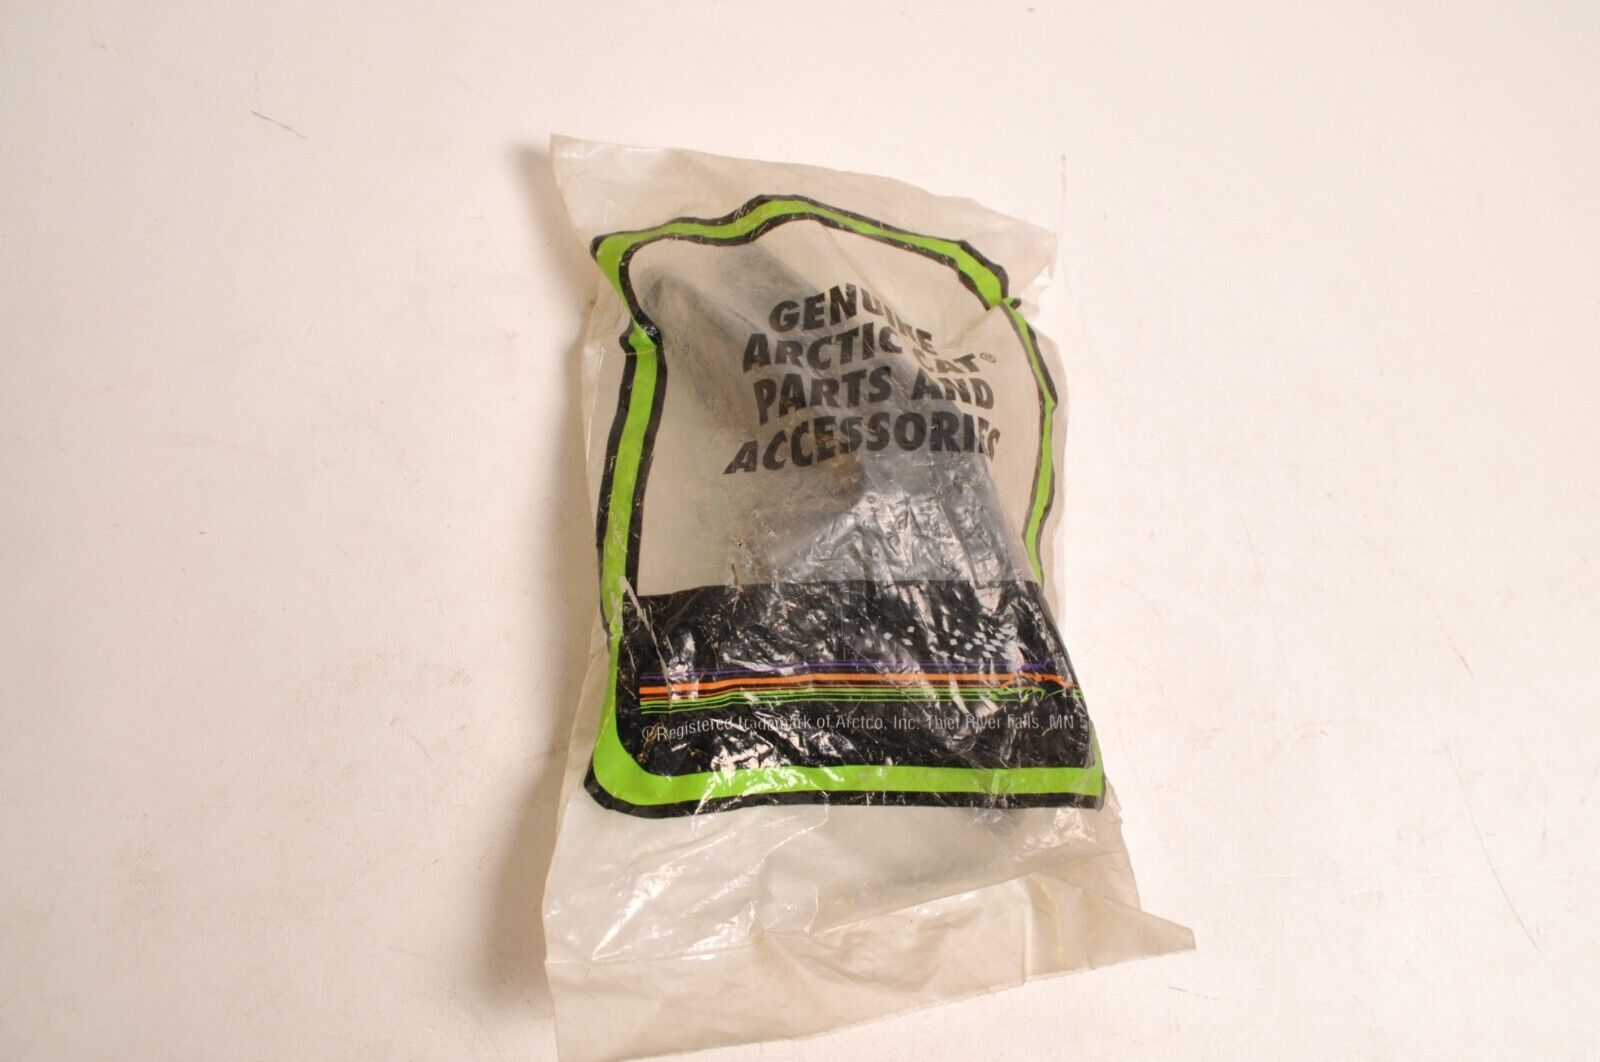 GENUINE
ARCTIC CAT®
PARTS AND
ACCESSORIES
®Registered trademark of Arctco, Inc. Thief River Falls, MN